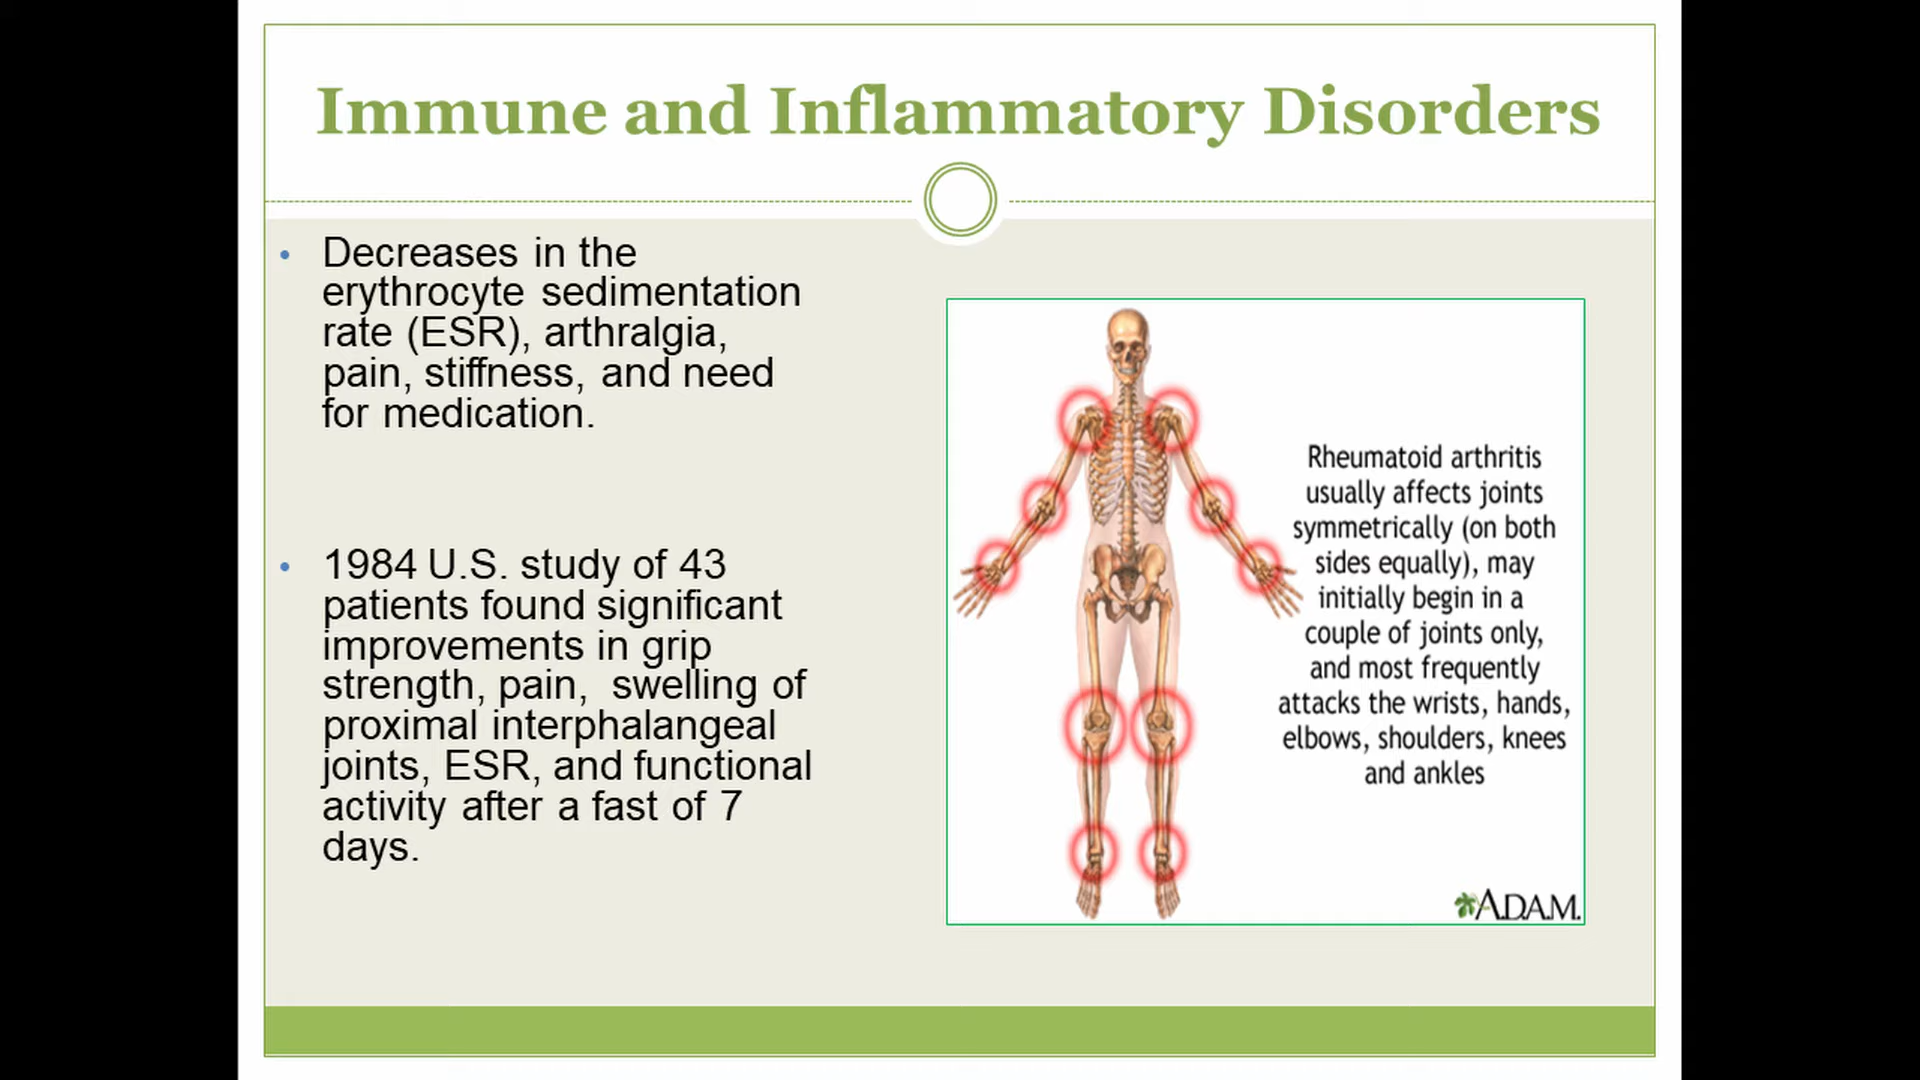 Immune and Inflammatory Disorders
• Decreases in the
erythrocyte sedimentation
rate (ESR), arthralgia,
pain, stiffness, and need
for medication.
• 1984 U.S. study of 43
patients found significant
improvements in grip
strength, pain, swelling of
proximal interphalangeal
joints, ESR, and functional
activity after a fast of 7
days.
Rheumatoid arthritis
usually affects joints
symmetrically (on both
sides equally), may
initially begin in a
couple of joints only,
and most frequently
attacks the wrists, hands,
elbows, shoulders, knees
and ankles
A.D.A.M.